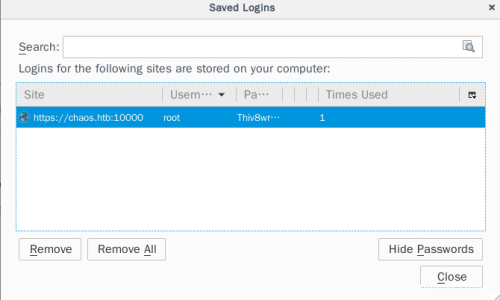 Saved Logins
Search:
Logins for the following sites are stored on your computer:
Site Usern··· Pa··· Times Used
https://chaos.htb:10000 root Thiv8wr··· 1
Remove Remove All Hide Passwords
Close